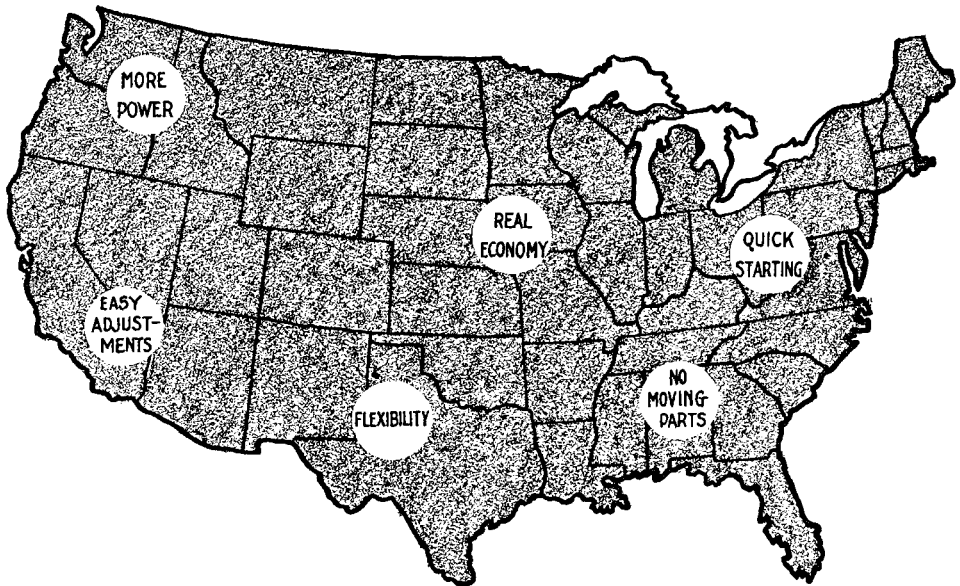 MORE
POWER
REAL
ECONOMY
QUICK
STARTING
EASY
ADJUST-
MENTS
FLEXIBILITY
NO
MOVING-
PARTS